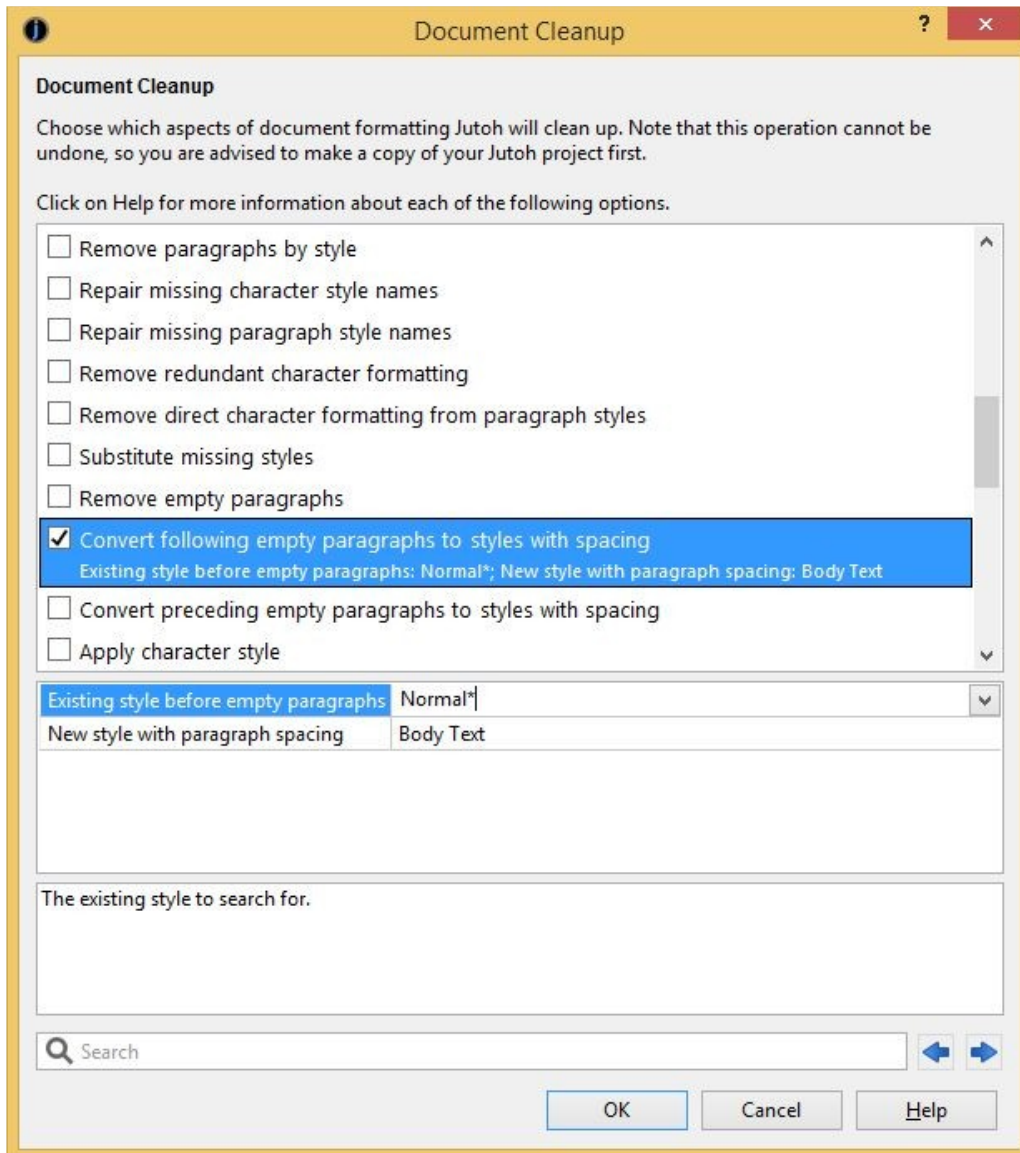 Document Cleanup
?
Document Cleanup
Choose which aspects of document formatting Jutoh will clean up. Note that this operation cannot be
undone, so you are advised to make a copy of your Jutoh project first.
Click on Help for more information about each of the following options.
Remove paragraphs by style
Repair missing character style names
Repair missing paragraph style names
Remove redundant character formatting
Remove direct character formatting from paragraph styles
Substitute missing styles
Remove empty paragraphs
Convert following empty paragraphs to styles with spacing
Existing style before empty paragraphs: Normal*; New style with paragraph spacing: Body Text
Convert preceding empty paragraphs to styles with spacing
Apply character style
Existing style before empty paragraphs Normal*
New style with paragraph spacing Body Text
The existing style to search for.
Search
OK Cancel Help